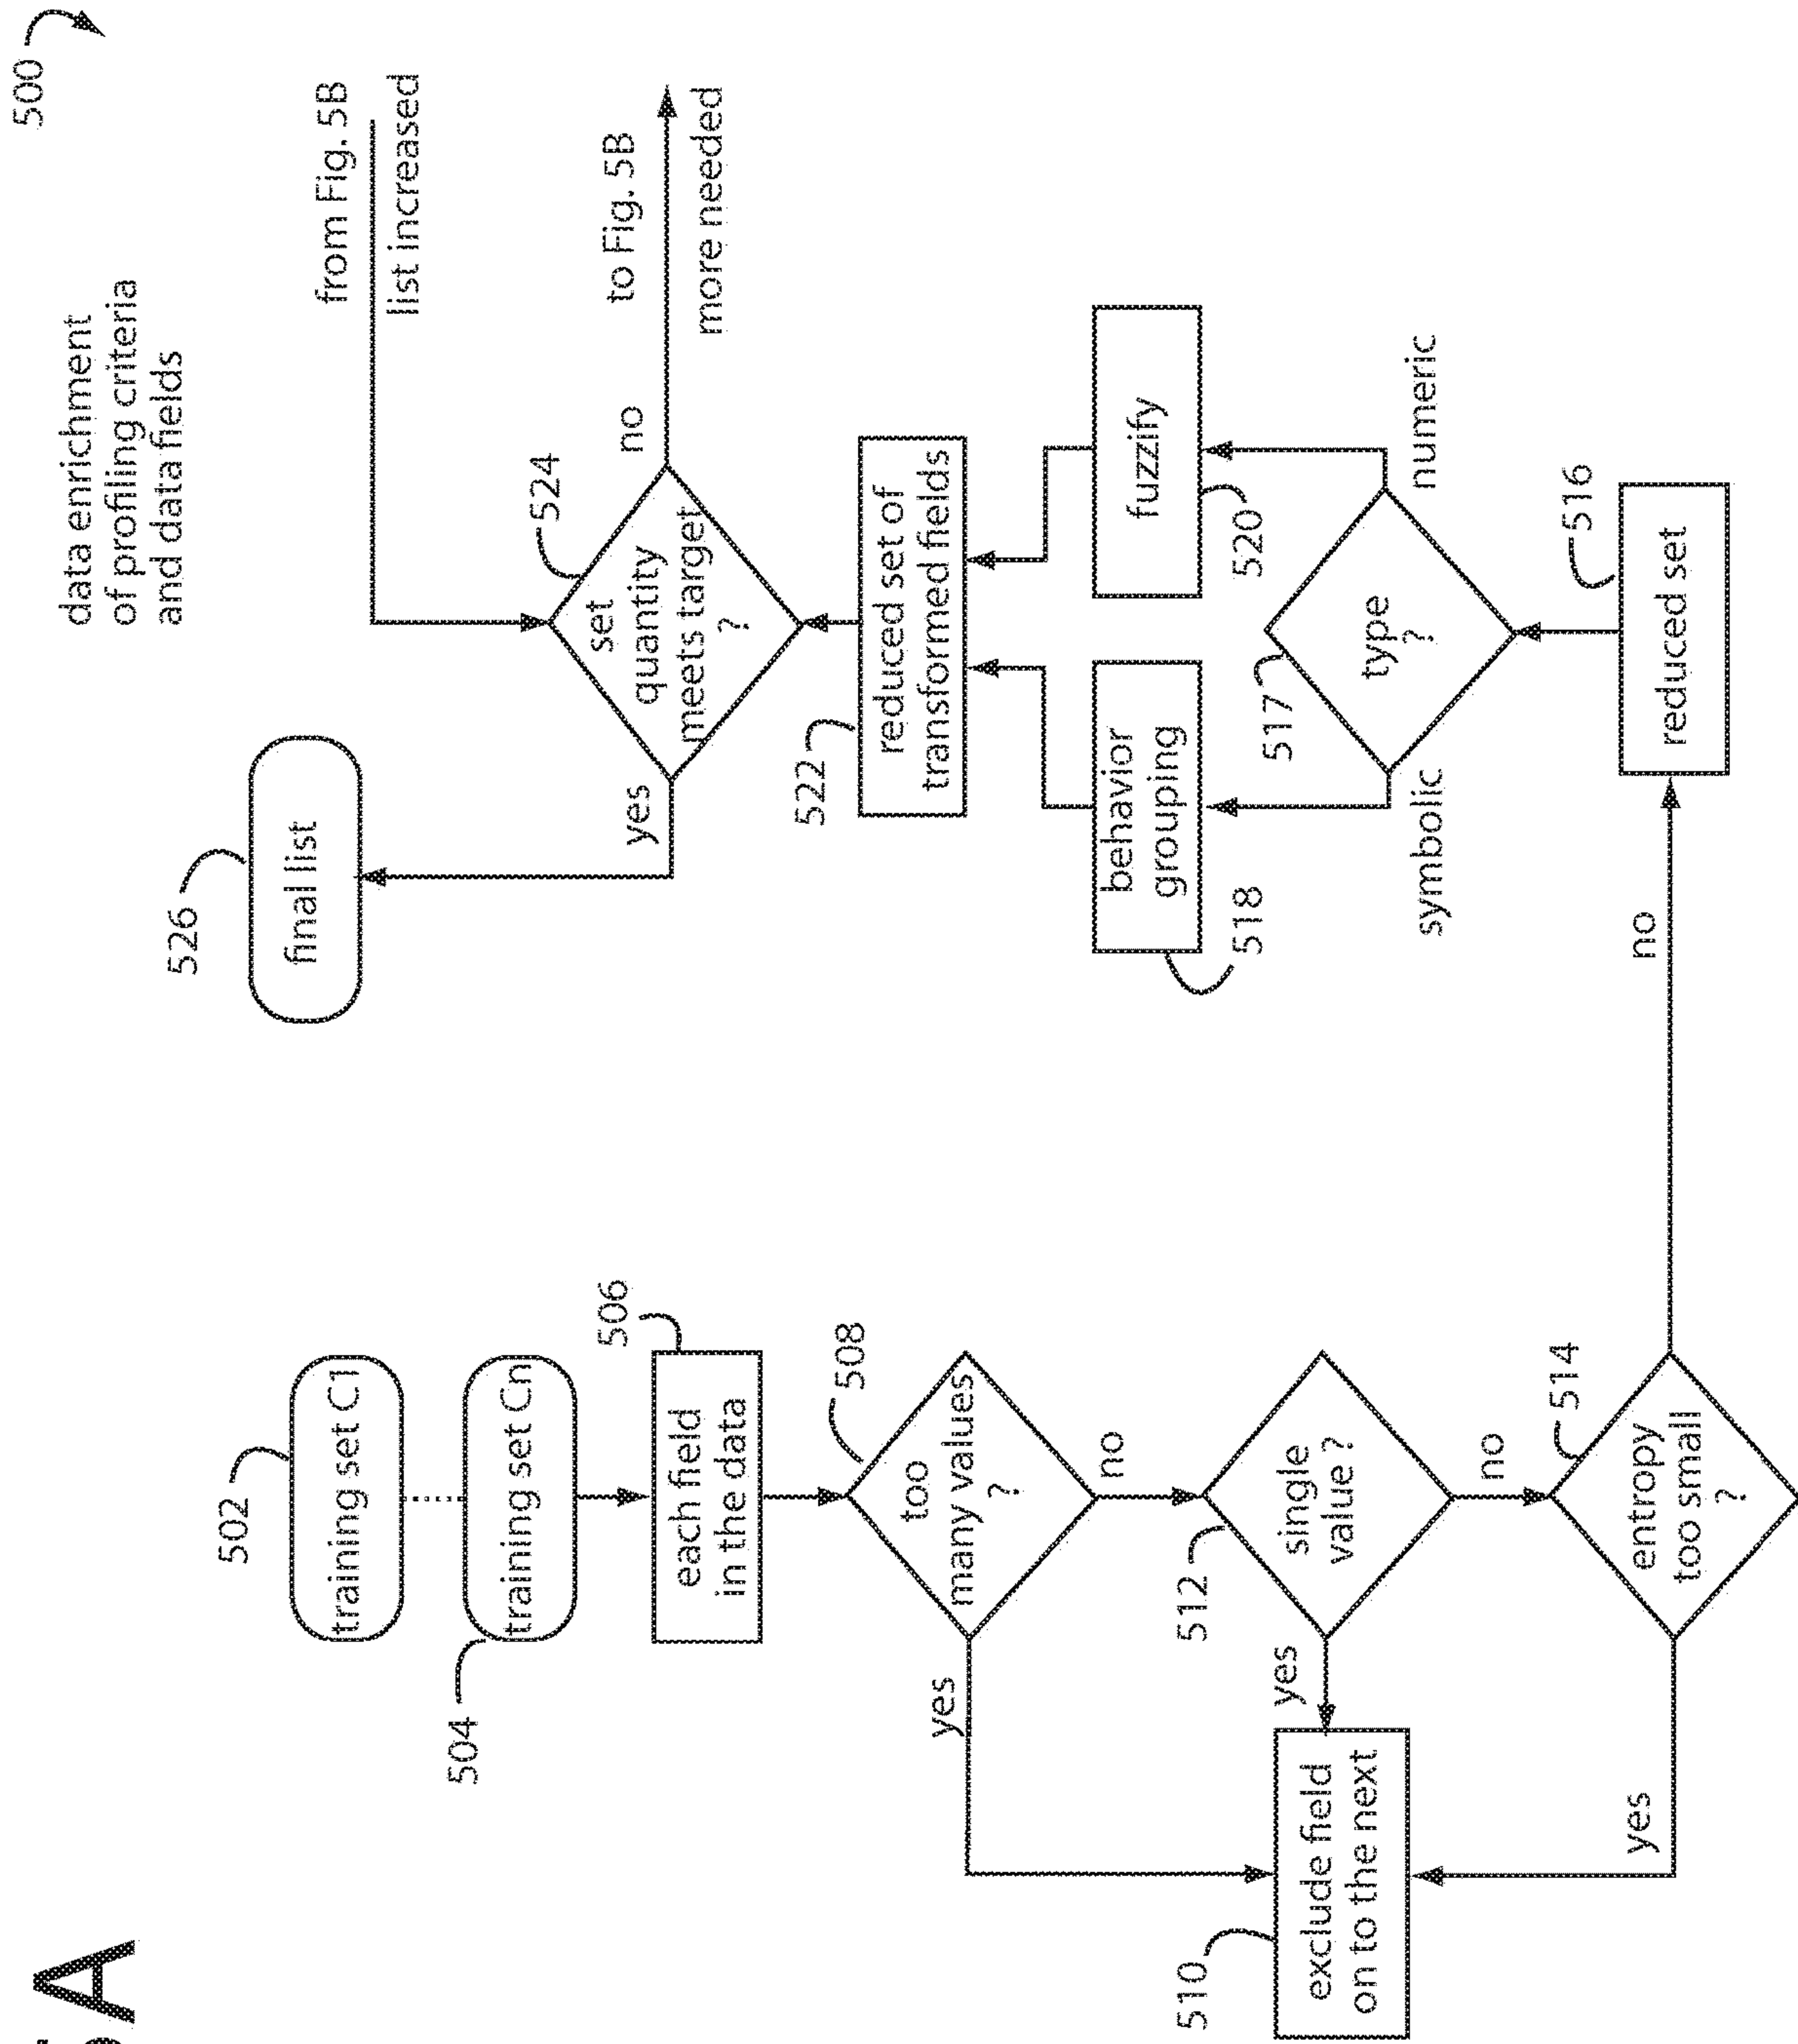 A
500
data enrichment
of profiling criteria
and data fields
502
training set C1
504
training set Cn
506
each field
in the data
508
too
many values
?
yes
no
510
exclude field
on to the next
512
single
value ?
yes
no
514
entropy
too small
?
yes
no
526
final list
from Fig. 5B
list increased
524
set
quantity
meets target
?
yes
no
to Fig. 5B
more needed
522
reduced set of
transformed fields
518
behavior
grouping
fuzzify
520
517
type
?
symbolic
numeric
516
reduced set